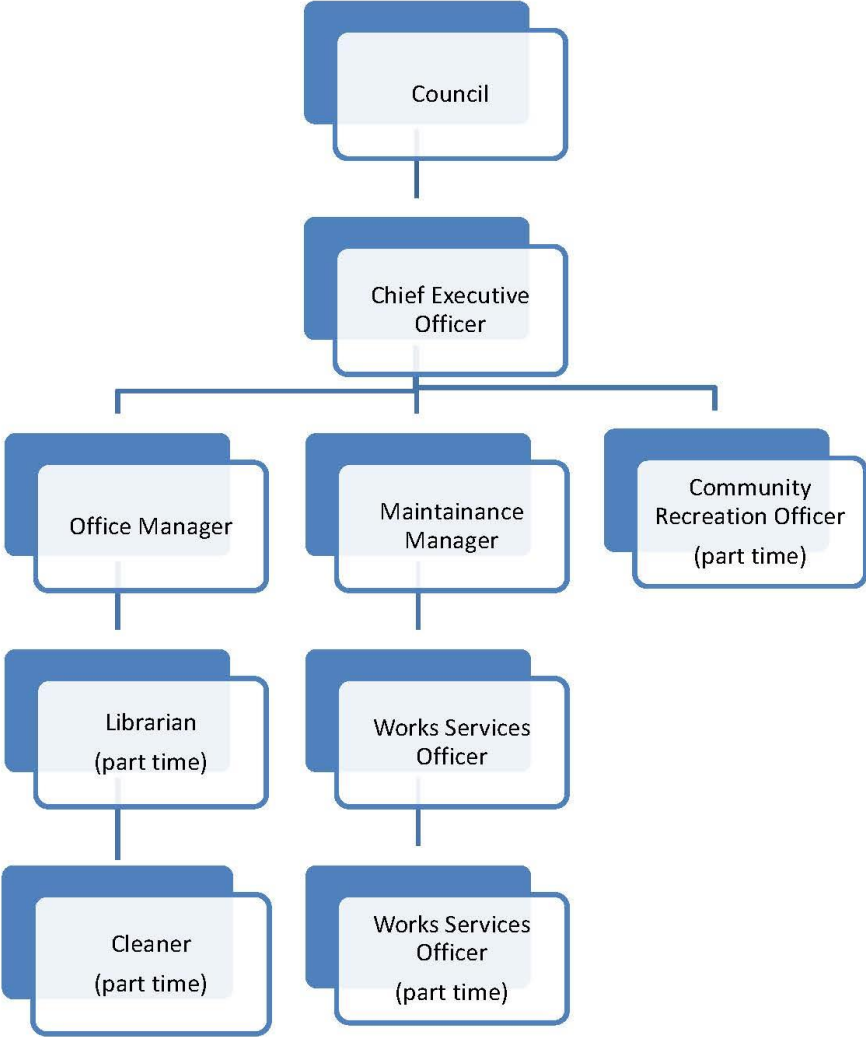 Council
Chief Executive
Officer
Office Manager
Maintainance
Manager
Community
Recreation Officer
(part time)
Librarian
(part time)
Works Services
Officer
Cleaner
(part time)
Works Services
Officer
(part time)